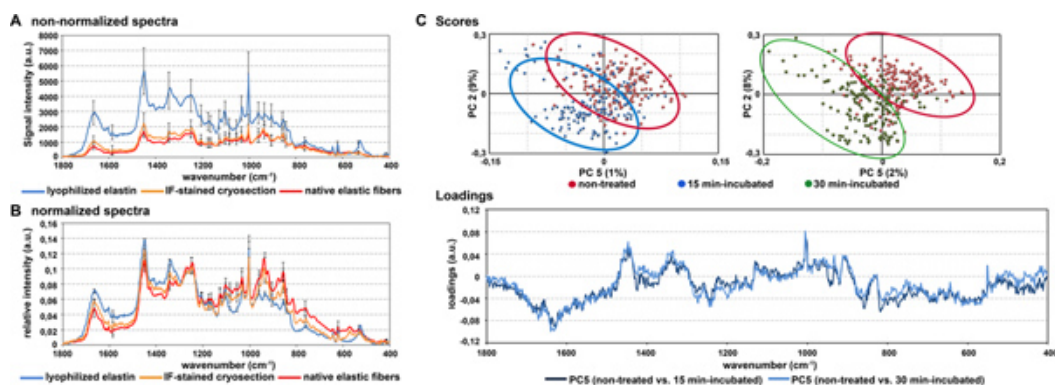 A non-normalized spectra
Signal intensity (a.u.)
8000
7000
6000
5000
4000
3000
2000
1000
0
1800 1600 1400 1200 1000 800 600 400
wavenumber (cm⁻¹)
lyophilized elastin IF-stained cryosection native elastic fibers
B normalized spectra
relative intensity (a.u.)
0,16
0,14
0,12
0,1
0,08
0,06
0,04
0,02
0
1800 1600 1400 1200 1000 800 600 400
wavenumber (cm⁻¹)
lyophilized elastin IF-stained cryosection native elastic fibers
C Scores
PC 2 (9%)
0,3
0
-0,3
-0,15 0 0,15
PC 5 (1%)
PC 2 (8%)
0,3
0
-0,3
-0,2 0 0,2
PC 5 (2%)
non-treated 15 min-incubated 30 min-incubated
Loadings
loadings (a.u.)
0,12
0,08
0,04
0
-0,04
-0,08
-0,12
1800 1600 1400 1200 1000 800 600 400
wavenumber (cm⁻¹)
PC5 (non-treated vs. 15 min-incubated) PC5 (non-treated vs. 30 min-incubated)